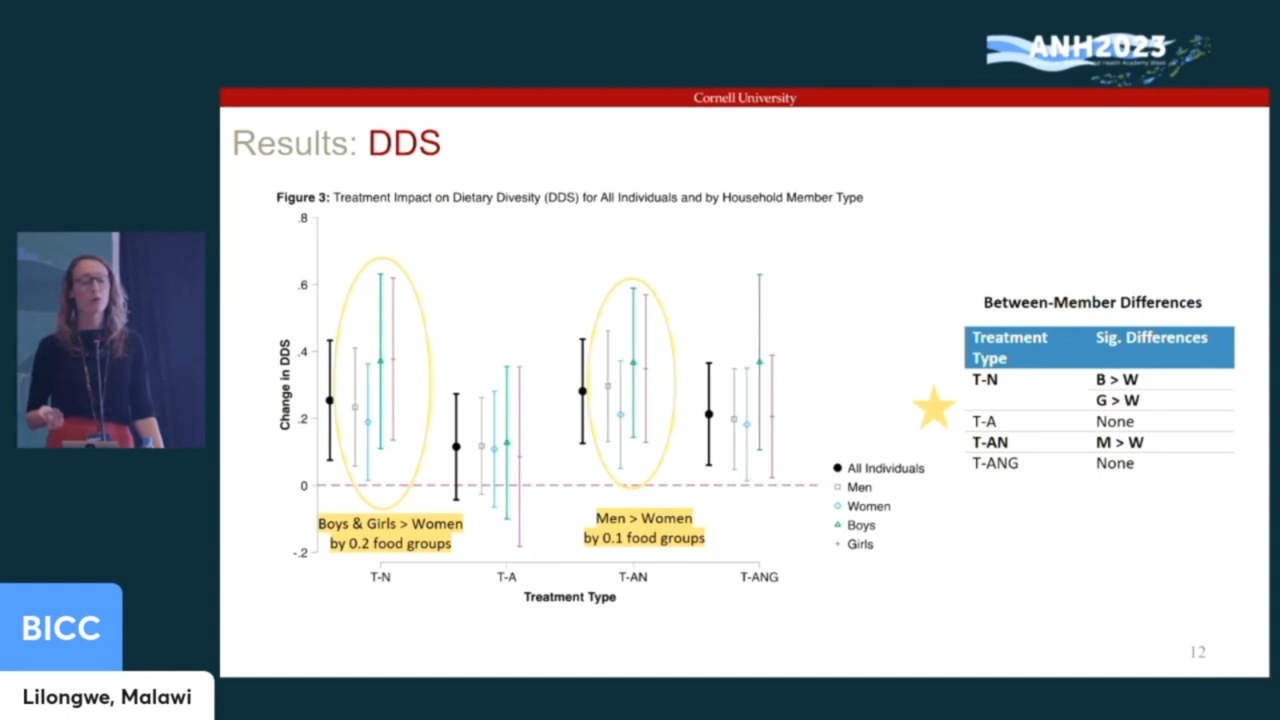 ANH2023
Health Academy Week
Cornell University
Results: DDS
Figure 3: Treatment Impact on Dietary Divesity (DDS) for All Individuals and by Household Member Type
.8
.6
.4
.2
0
-.2
Change in DDS
Boys & Girls > Women
by 0.2 food groups
Men > Women
by 0.1 food groups
T-N
T-A
T-AN
T-ANG
Treatment Type
All Individuals
Men
Women
Boys
Girls
Between-Member Differences
Treatment Type
Sig. Differences
T-N
B > W
G > W
T-A
None
T-AN
M > W
T-ANG
None
12
BICC
Lilongwe, Malawi